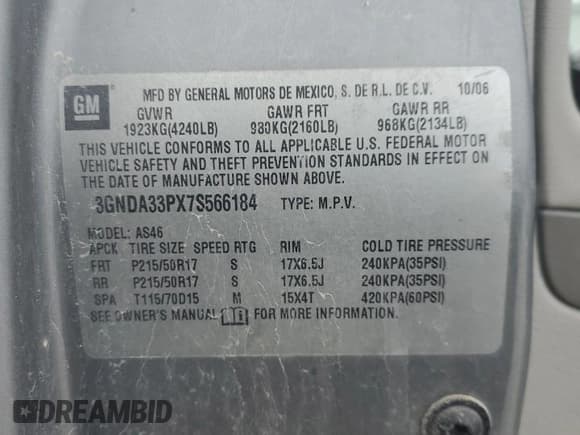 GM
MFD BY GENERAL MOTORS DE MEXICO, S. DE R.L. DE C.V. 10/06
GVWR GAWR FRT GAWR RR
1923KG(4240LB) 980KG(2160LB) 968KG(2134LB)
THIS VEHICLE CONFORMS TO ALL APPLICABLE U.S. FEDERAL MOTOR
VEHICLE SAFETY AND THEFT PREVENTION STANDARDS IN EFFECT ON
THE DATE OF MANUFACTURE SHOWN ABOVE.
3GNDA33PX7S566184 TYPE: M.P.V.
MODEL: AS46
APCK TIRE SIZE SPEED RTG RIM COLD TIRE PRESSURE
FRT P215/50R17 S 17X6.5J 240KPA(35PSI)
RR P215/50R17 S 17X6.5J 240KPA(35PSI)
SPA T115/70D15 M 15X4T 420KPA(60PSI)
SEE OWNER'S MANUAL FOR MORE INFORMATION.
DREAMBID